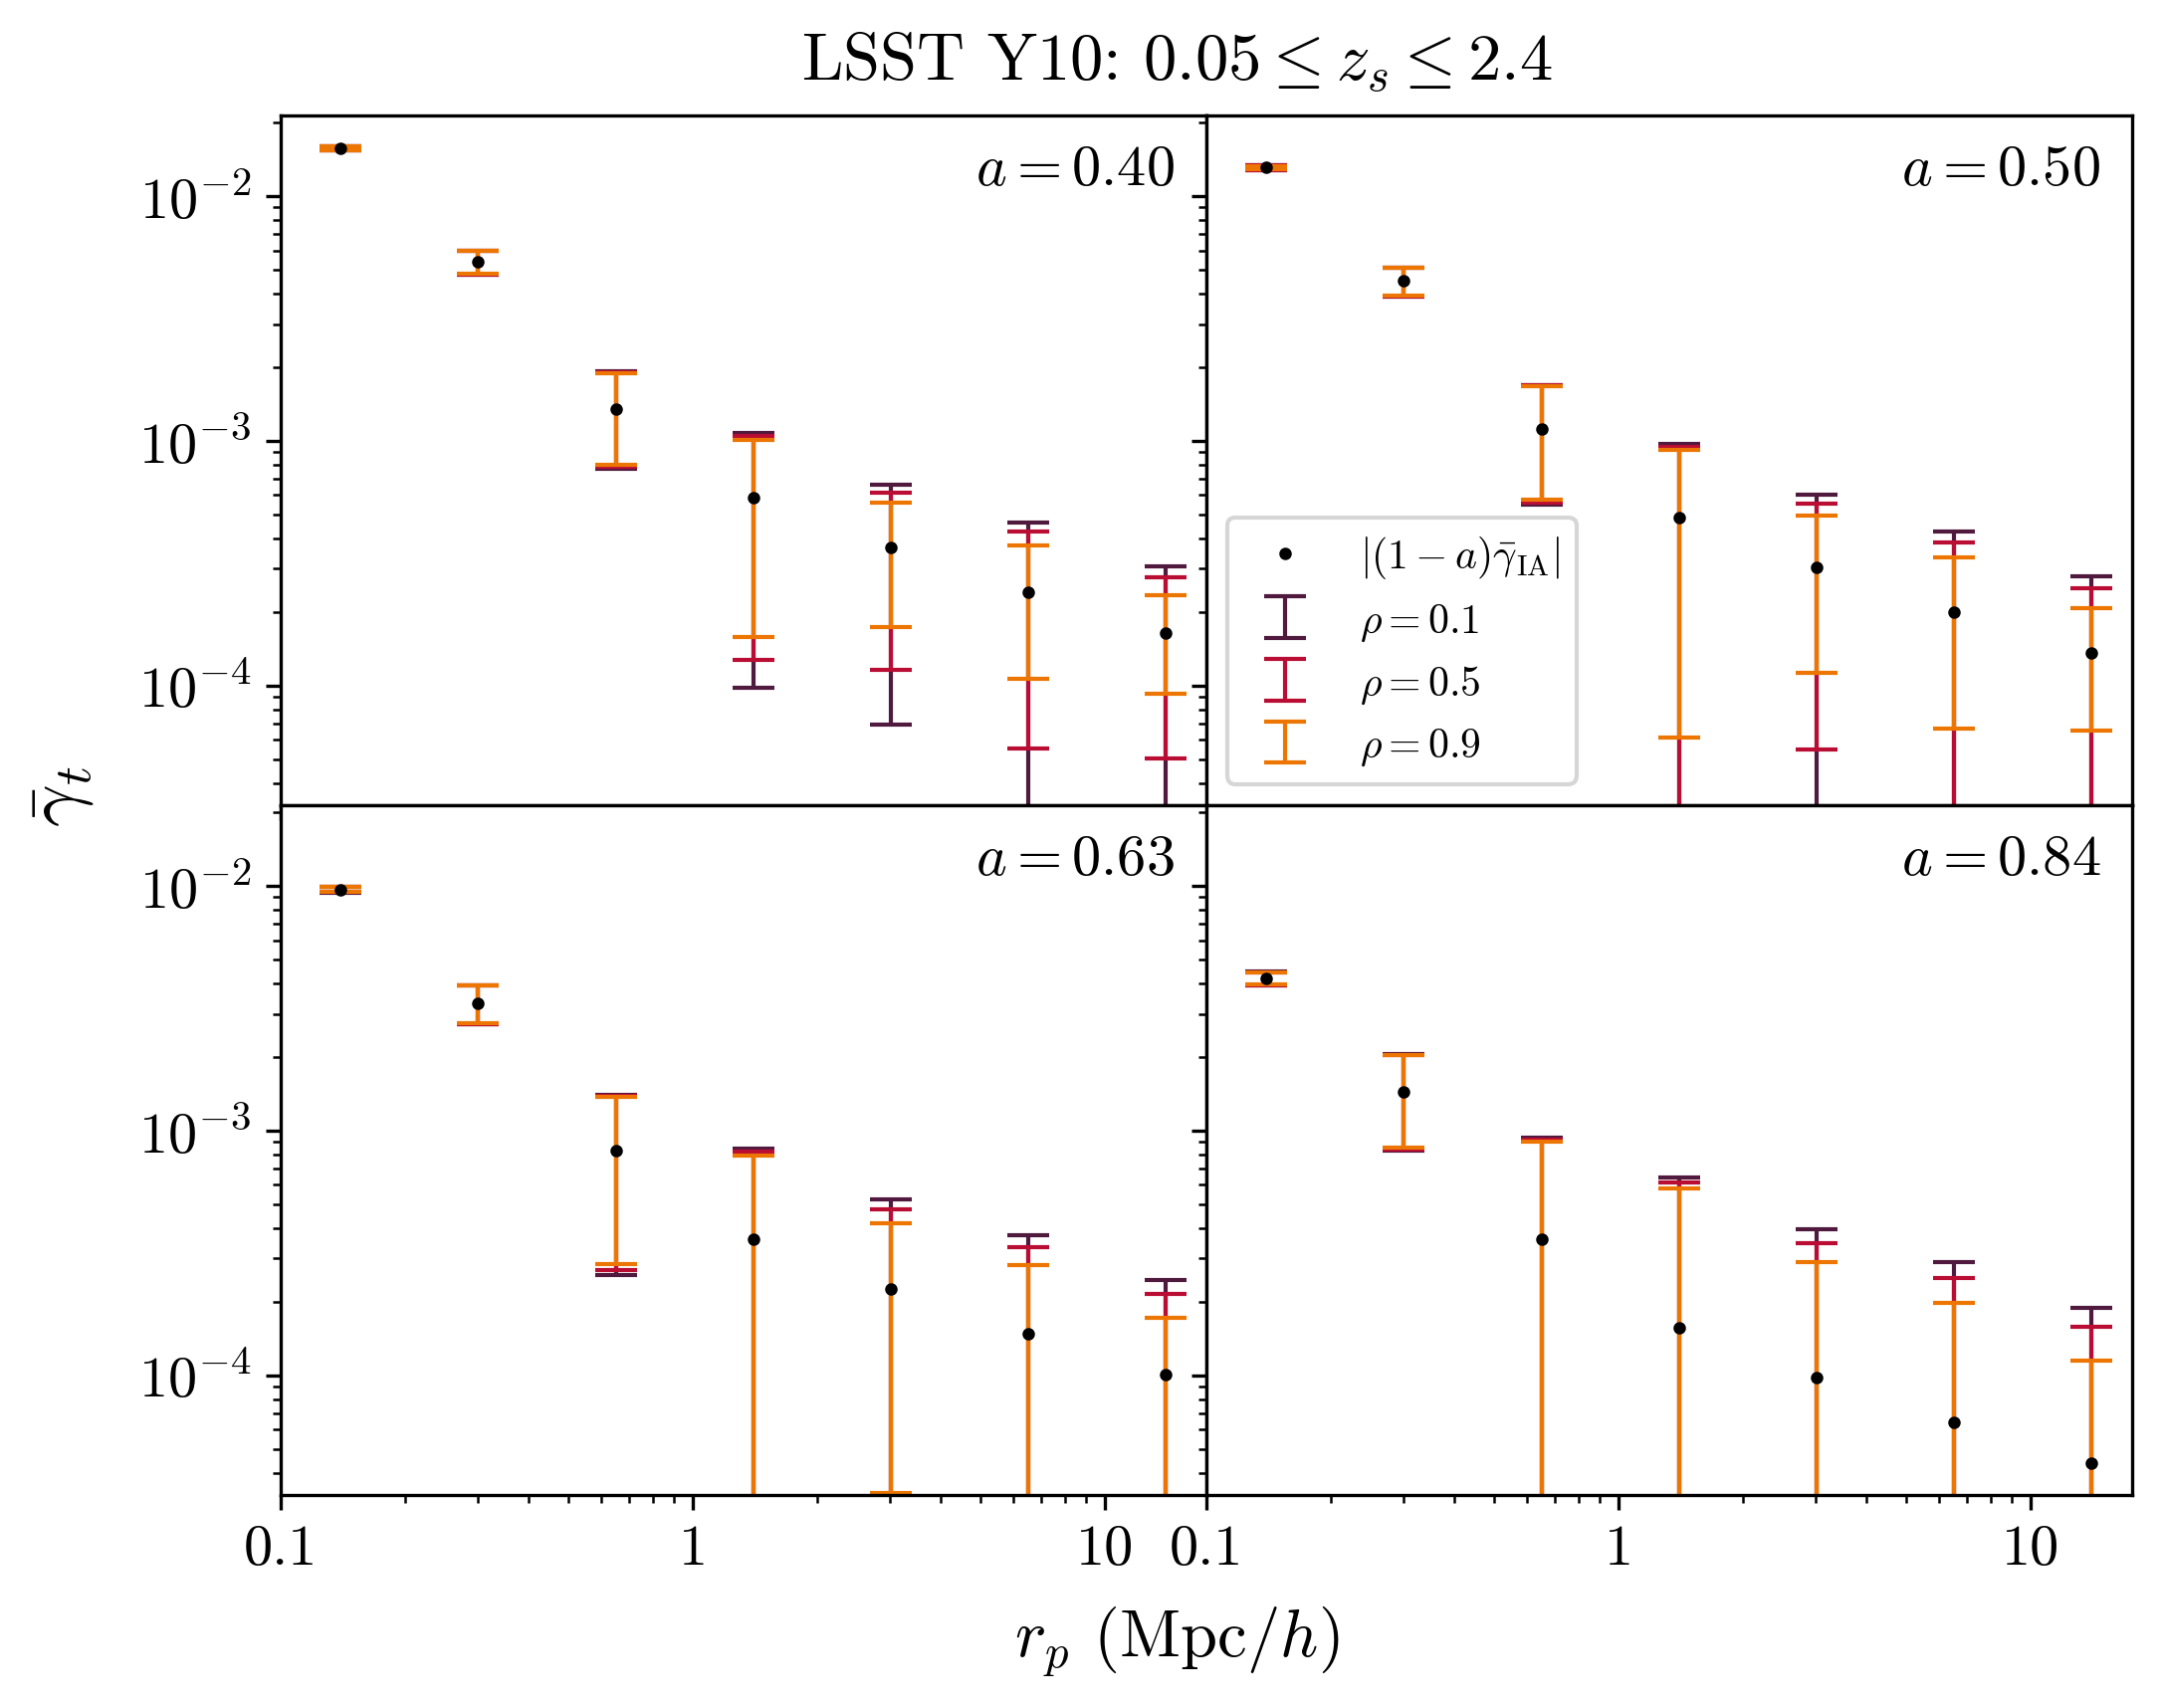 LSST Y10: 0.05 ≤ z_s ≤ 2.4
a = 0.40
a = 0.50
10^{-2}
10^{-3}
10^{-4}
|(1 − a)γ̄_IA|
ρ = 0.1
ρ = 0.5
ρ = 0.9
γ̄_t
a = 0.63
a = 0.84
10^{-2}
10^{-3}
10^{-4}
0.1 1 10 0.1 1 10
r_p (Mpc/h)